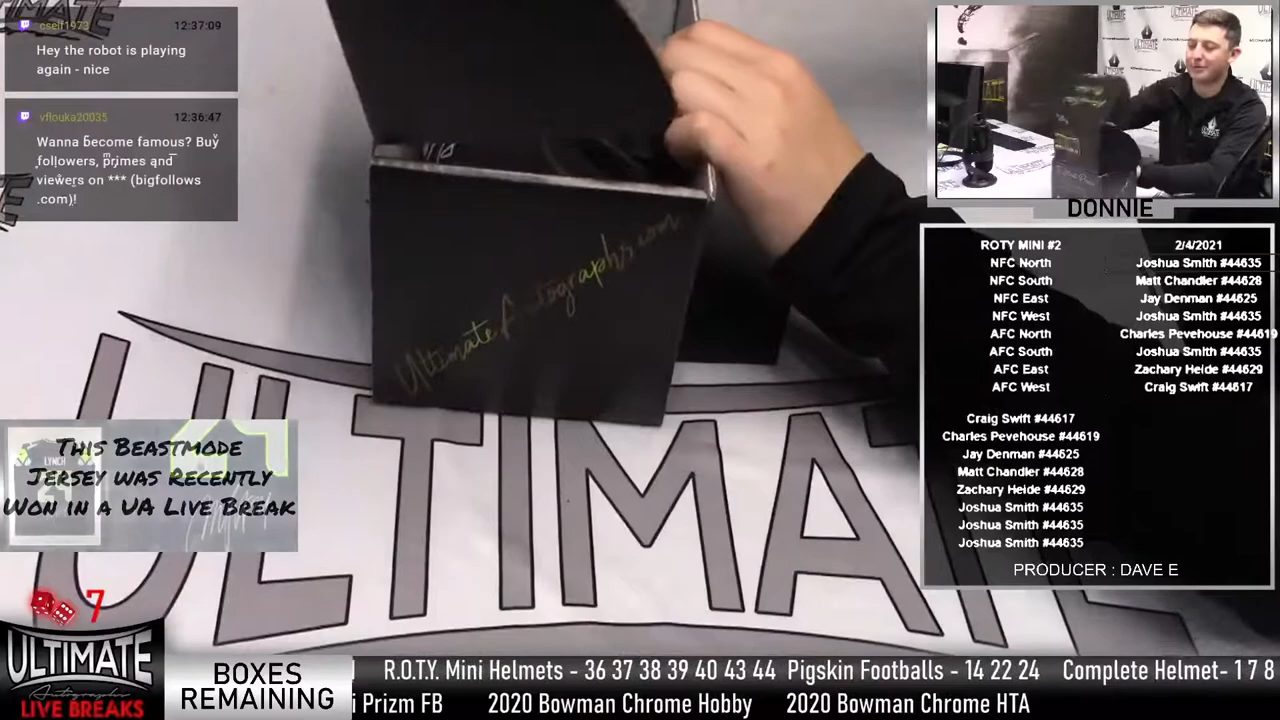 cself1973 12:37:09
Hey the robot is playing
again - nice
vflouka20035 12:36:47
Wanna become famous? Buy
followers, primes and
viewers on *** (bigfollows
.com)!
UltimateAutographs.com
ULTIMATE
ULTIMATE
DONNIE
ROTY MINI #2 2/4/2021
NFC North Joshua Smith #44635
NFC South Matt Chandler #44628
NFC East Jay Denman #44625
NFC West Joshua Smith #44635
AFC North Charles Pevehouse #44619
AFC South Joshua Smith #44635
AFC East Zachary Heide #44629
AFC West Craig Swift #44617
Craig Swift #44617
Charles Pevehouse #44619
Jay Denman #44625
Matt Chandler #44628
Zachary Heide #44629
Joshua Smith #44635
Joshua Smith #44635
Joshua Smith #44635
PRODUCER : DAVE E
LYNCH
24
This Beastmode
Jersey was Recently
Won in a UA Live Break
7
ULTIMATE
Autographs
LIVE BREAKS
BOXES
REMAINING
R.O.T.Y. Mini Helmets - 36 37 38 39 40 43 44 Pigskin Footballs - 14 22 24 Complete Helmet- 1 7 8
i Prizm FB 2020 Bowman Chrome Hobby 2020 Bowman Chrome HTA